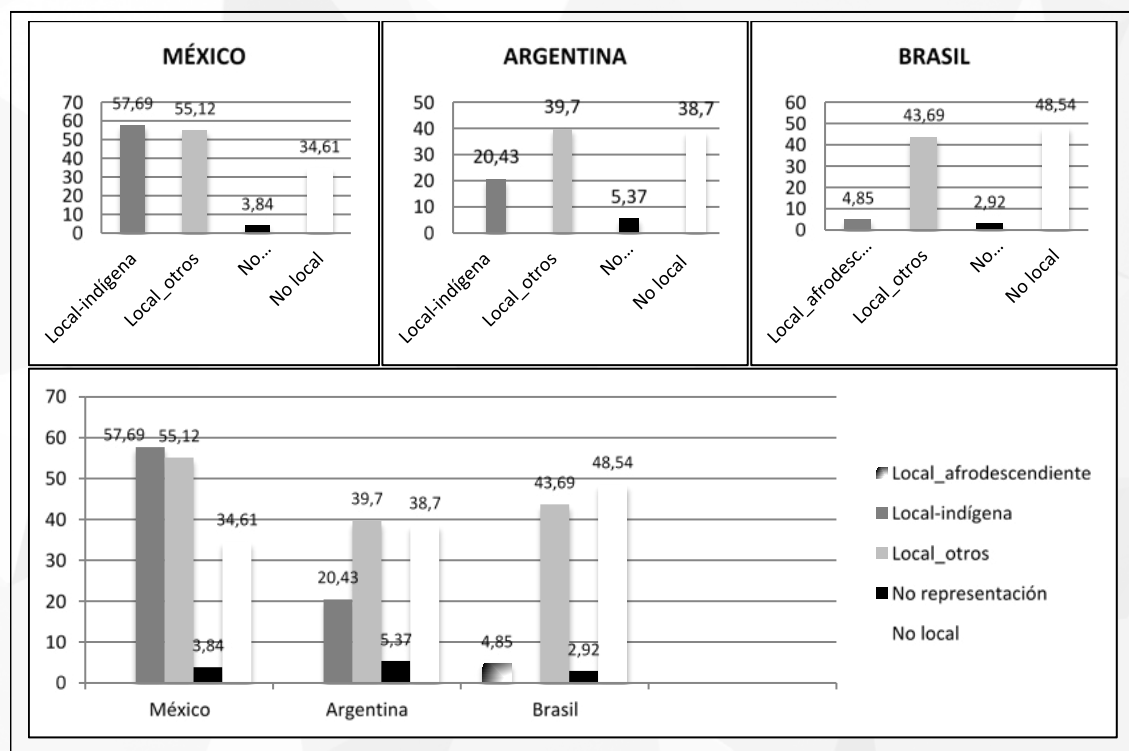 MÉXICO
70
60
50
40
30
20
10
0
57,69
55,12
3,84
34,61
Local-indígena
Local_otros
No...
No local
ARGENTINA
50
40
30
20
10
0
20,43
39,7
5,37
38,7
Local-indígena
Local_otros
No...
No local
BRASIL
60
50
40
30
20
10
0
4,85
43,69
2,92
48,54
Local_afrodesc...
Local_otros
No...
No local
70
60
50
40
30
20
10
0
57,69
55,12
3,84
34,61
20,43
39,7
5,37
38,7
4,85
43,69
2,92
48,54
México
Argentina
Brasil
Local_afrodescendiente
Local-indígena
Local_otros
No representación
No local